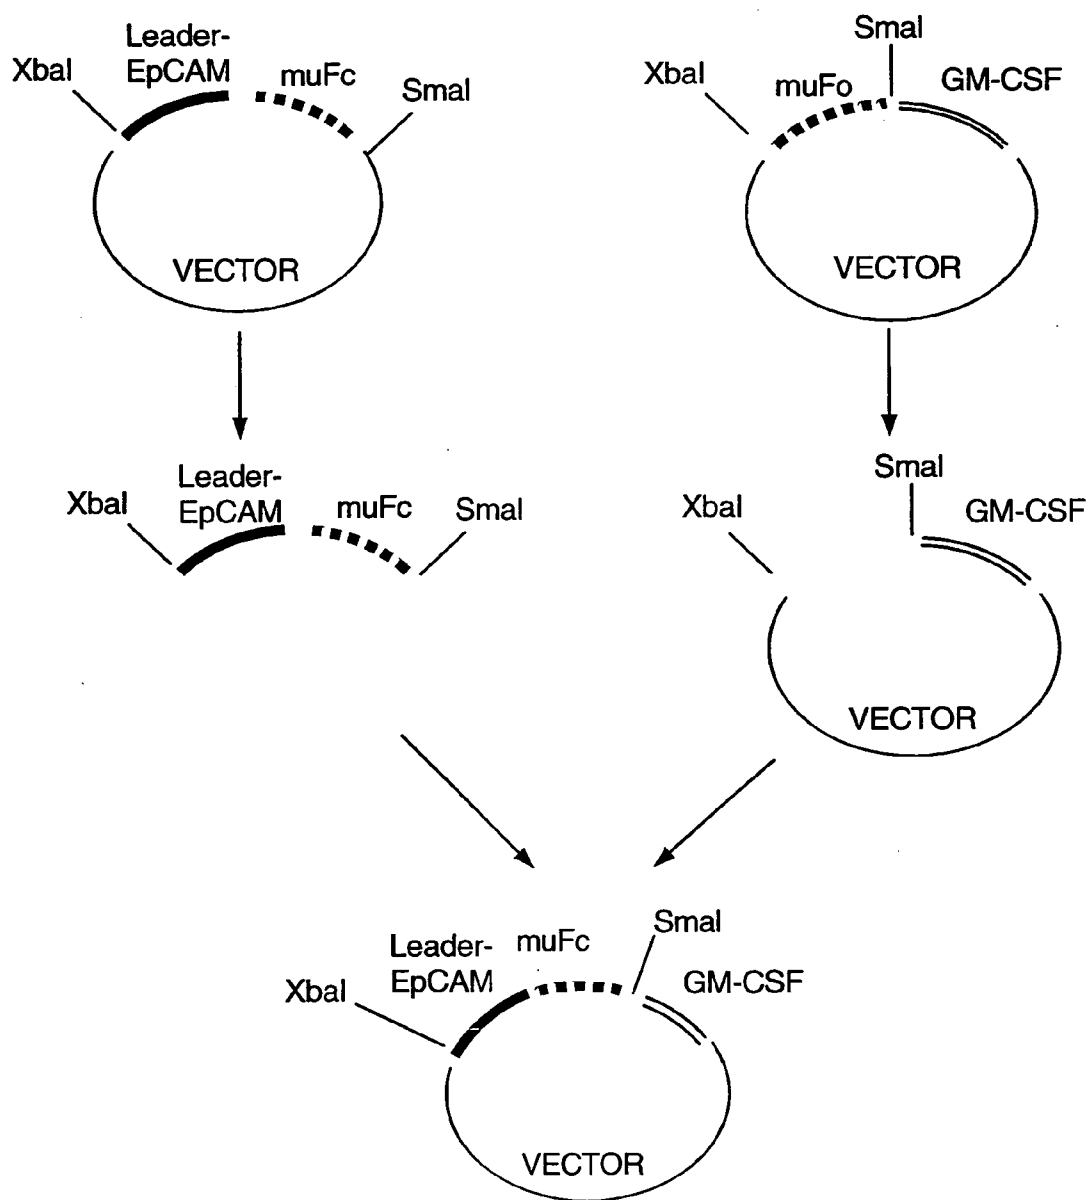 Leader-
EpCAM
XbaI
muFc
SmaI
VECTOR
SmaI
XbaI
muFo
GM-CSF
VECTOR
Leader-
EpCAM
XbaI
muFc
SmaI
SmaI
XbaI
GM-CSF
VECTOR
SmaI
Leader-
EpCAM
muFc
XbaI
GM-CSF
VECTOR